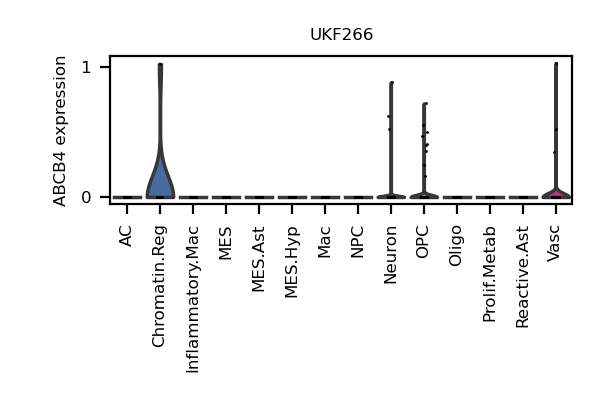 UKF266
ABCB4 expression
1
0
AC
Chromatin.Reg
Inflammatory.Mac
MES
MES.Ast
MES.Hyp
Mac
NPC
Neuron
OPC
Oligo
Prolif.Metab
Reactive.Ast
Vasc